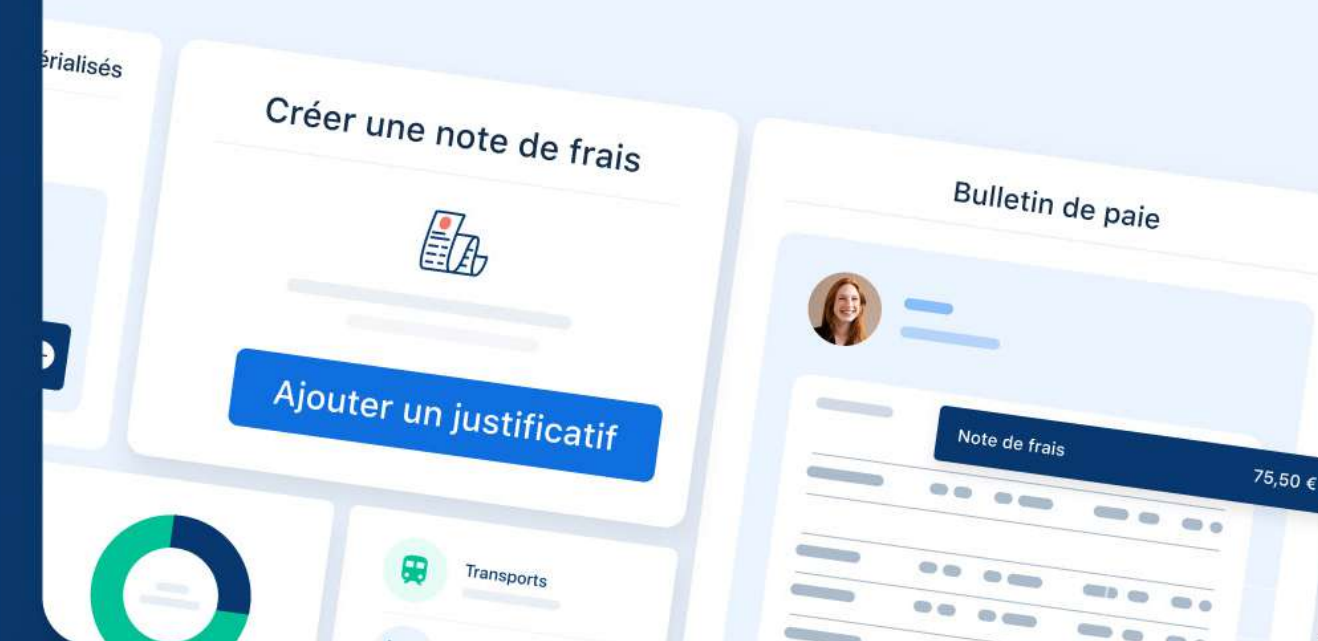 érialisés
Créer une note de frais
Ajouter un justificatif
Bulletin de paie
Note de frais
75,50 €
Transports